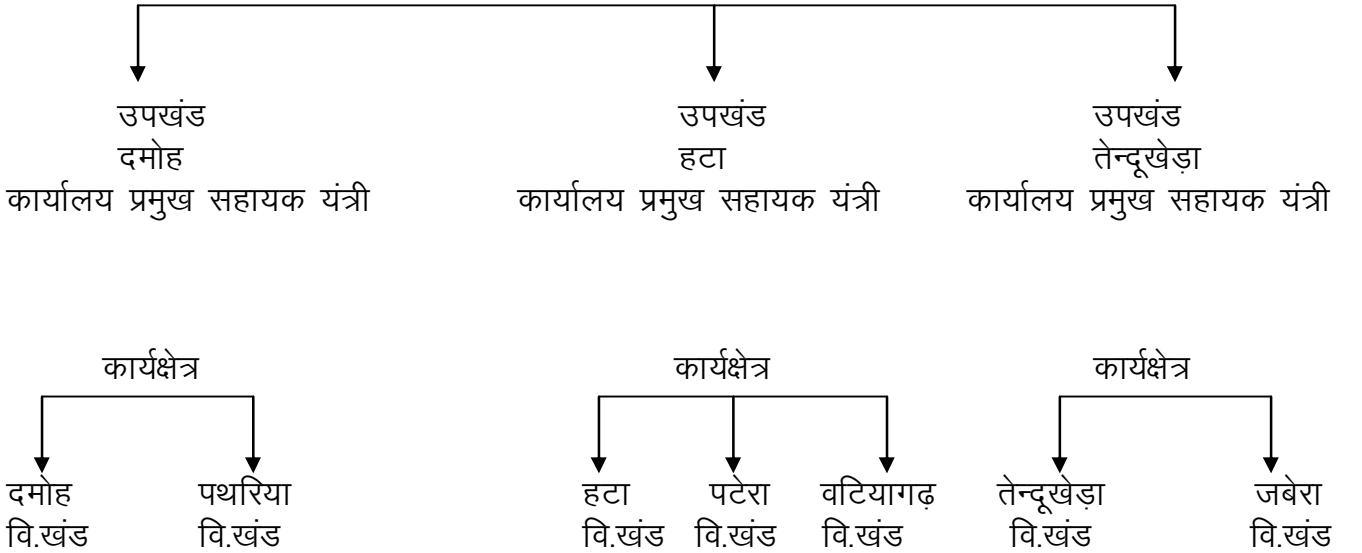 उपखंड उपखंड उपखंड
दमोह हटा तेन्दूखेड़ा
कार्यालय प्रमुख सहायक यंत्री कार्यालय प्रमुख सहायक यंत्री कार्यालय प्रमुख सहायक यंत्री
कार्यक्षेत्र कार्यक्षेत्र कार्यक्षेत्र
दमोह पथरिया हटा पटेरा वटियागढ़ तेन्दूखेड़ा जबेरा
वि.खंड वि.खंड वि.खंड वि.खंड वि.खंड वि.खंड वि.खंड